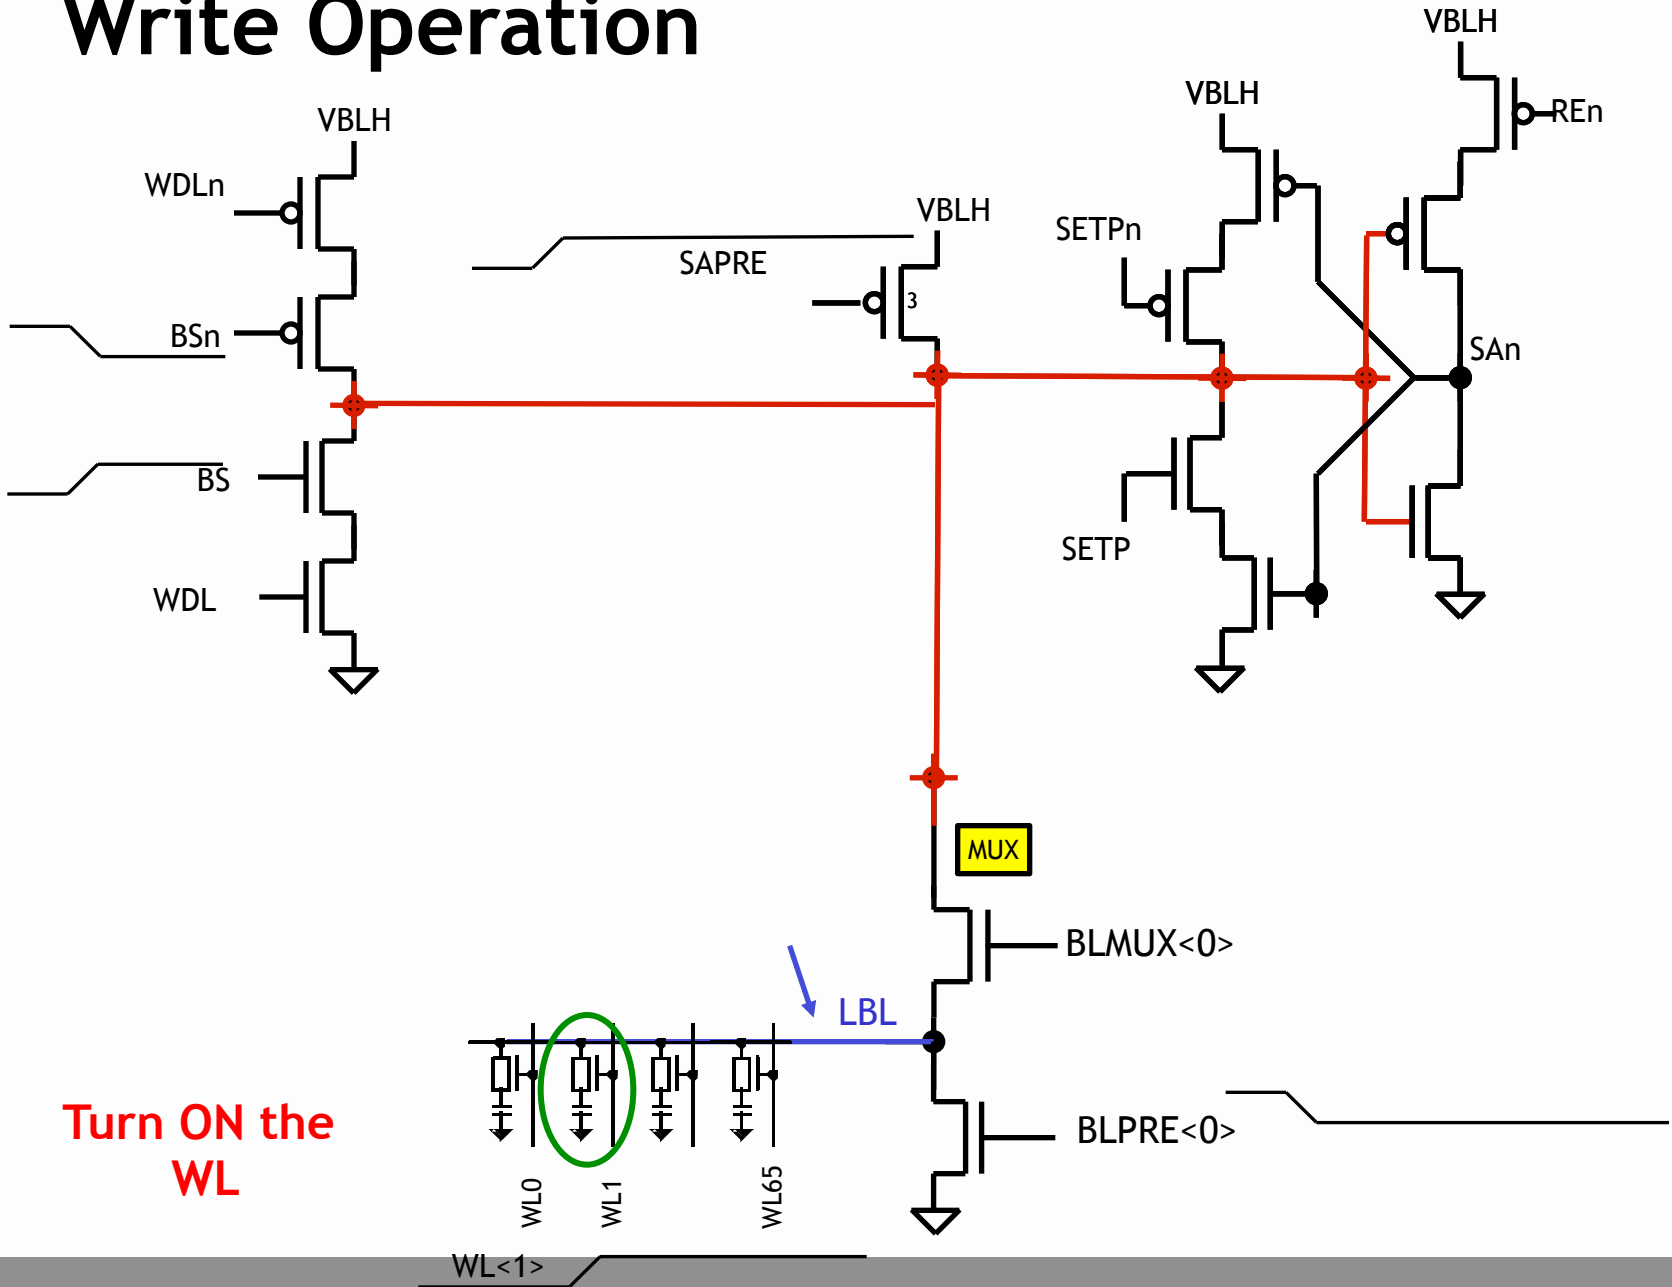 Write Operation
VBLH
VBLH
REn
VBLH
WDLn
VBLH
SETPn
SAPRE
3
BSn
SAn
BS
SETP
WDL
MUX
BLMUX<0>
LBL
Turn ON the
WL
BLPRE<0>
WL0
WL1
WL65
WL<1>